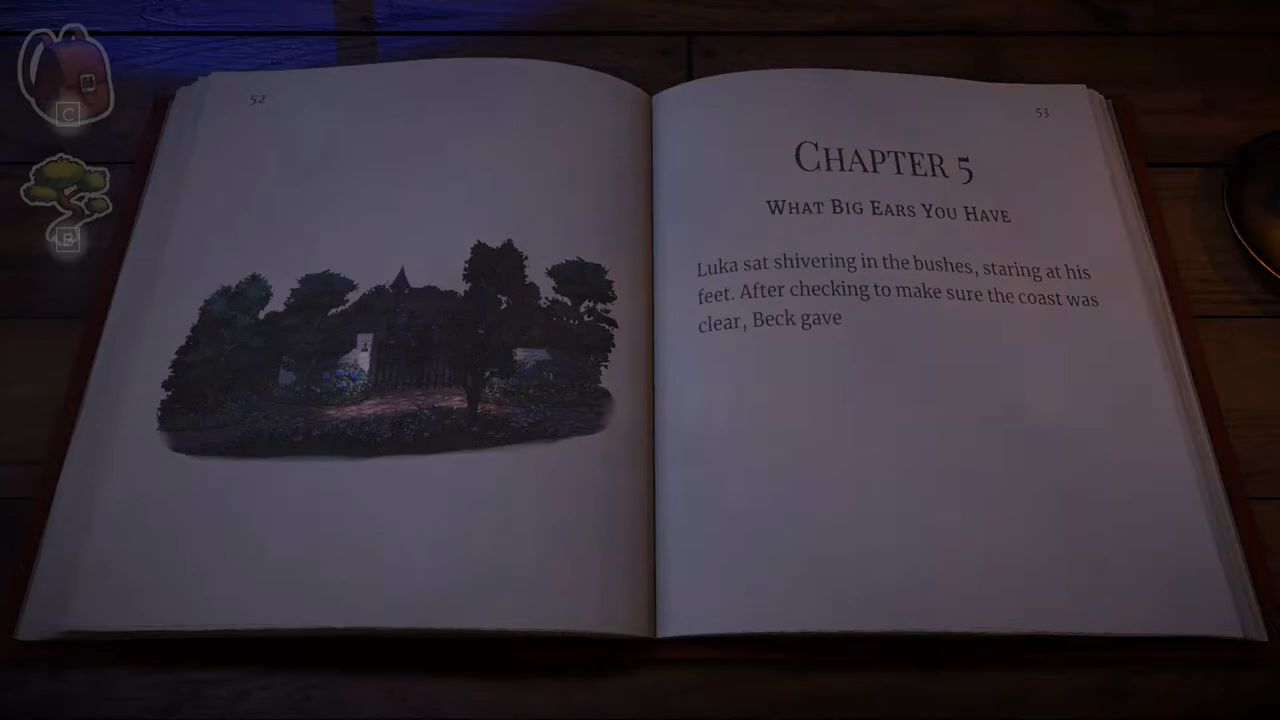 C
B
52
53
Chapter 5
What Big Ears You Have
Luka sat shivering in the bushes, staring at his
feet. After checking to make sure the coast was
clear, Beck gave